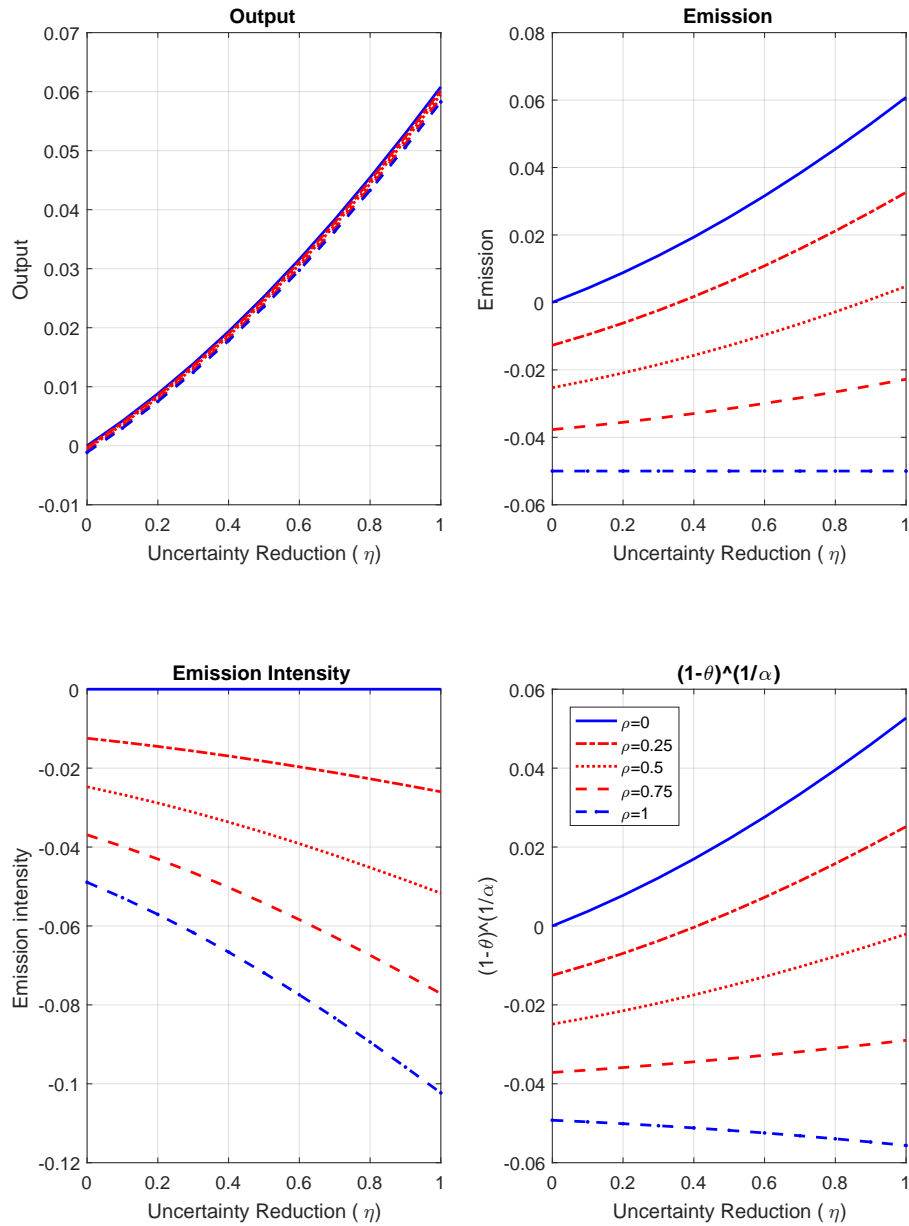 Output
0.07
0.06
0.05
0.04
0.03
0.02
0.01
0
-0.01
Output
0 0.2 0.4 0.6 0.8 1
Uncertainty Reduction ( η)
Emission
0.08
0.06
0.04
0.02
0
-0.02
-0.04
-0.06
Emission
0 0.2 0.4 0.6 0.8 1
Uncertainty Reduction ( η)
Emission Intensity
0
-0.02
-0.04
-0.06
-0.08
-0.1
-0.12
Emission intensity
0 0.2 0.4 0.6 0.8 1
Uncertainty Reduction ( η)
(1-θ)^(1/α)
0.06
0.04
0.02
0
-0.02
-0.04
-0.06
(1-θ)^(1/α)
ρ=0
ρ=0.25
ρ=0.5
ρ=0.75
ρ=1
0 0.2 0.4 0.6 0.8 1
Uncertainty Reduction ( η)